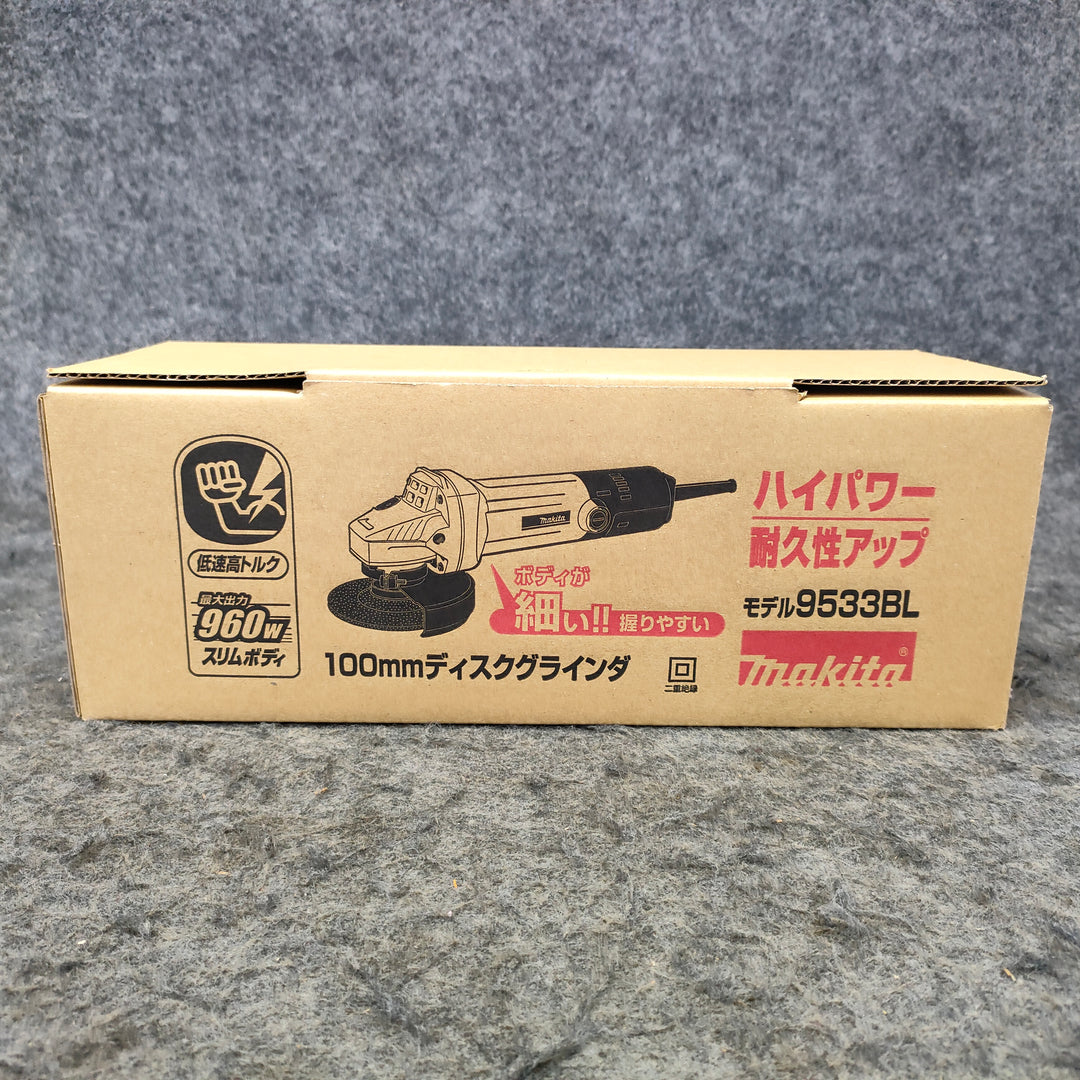 低速高トルク
最大出力
960W
スリムボディ
makita
ボディが
細い!! 握りやすい
100mmディスクグラインダ
二重絶縁
ハイパワー
耐久性アップ
モデル9533BL
makita®